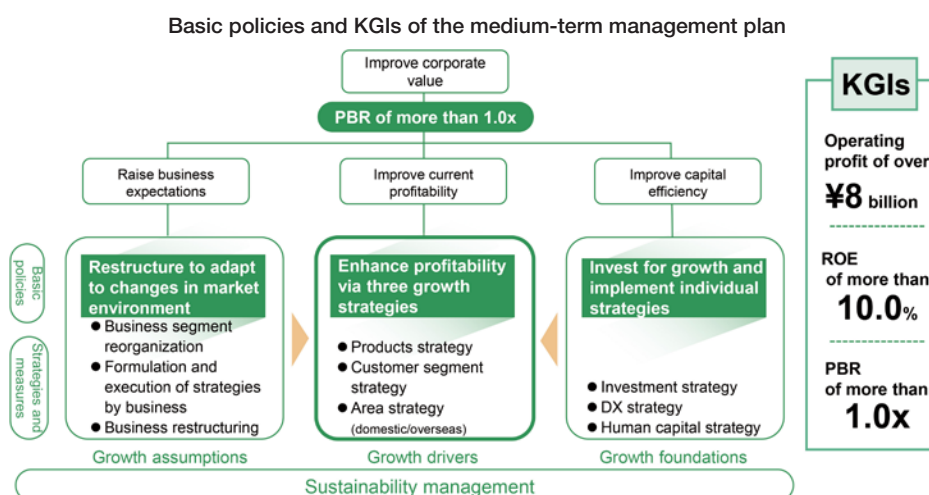 Basic policies and KGIs of the medium-term management plan
Improve corporate
value
PBR of more than 1.0x
Raise business
expectations
Improve current
profitability
Improve capital
efficiency
Basic
policies
Restructure to adapt
to changes in market
environment
Enhance profitability
via three growth
strategies
Invest for growth and
implement individual
strategies
Strategies and
measures
● Business segment
reorganization
● Formulation and
execution of strategies
by business
● Business restructuring
● Products strategy
● Customer segment
strategy
● Area strategy
(domestic/overseas)
● Investment strategy
● DX strategy
● Human capital strategy
Growth assumptions
Growth drivers
Growth foundations
Sustainability management
KGIs
Operating
profit of over
¥8 billion
ROE
of more than
10.0%
PBR
of more than
1.0x